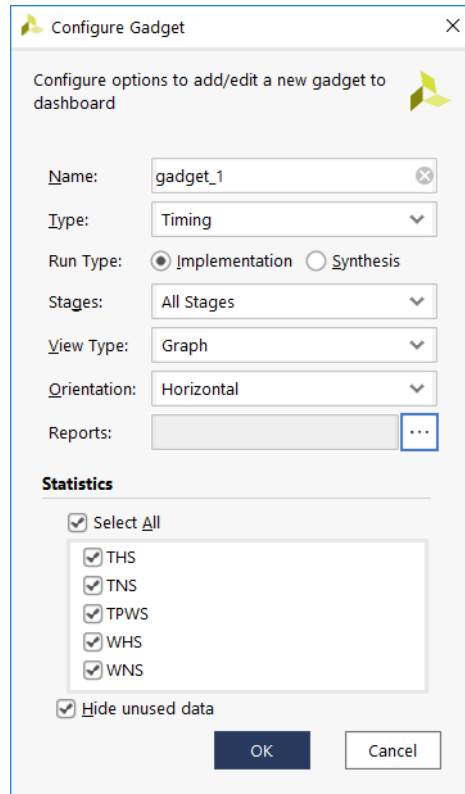 Configure Gadget
Configure options to add/edit a new gadget to
dashboard
Name: gadget_1
Type: Timing
Run Type: Implementation Synthesis
Stages: All Stages
View Type: Graph
Orientation: Horizontal
Reports: ...
Statistics
Select All
THS
TNS
TPWS
WHS
WNS
Hide unused data
OK Cancel